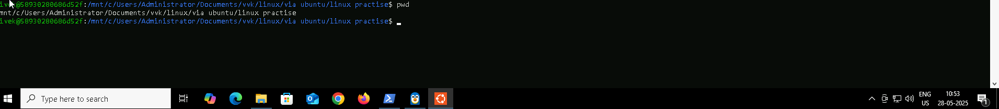 ivek@58930280686d52f:/mnt/c/Users/Administrator/Documents/vvk/linux/via ubuntu/linux practise$ pwd
mnt/c/Users/Administrator/Documents/vvk/linux/via ubuntu/linux practise
ivek@58930280686d52f:/mnt/c/Users/Administrator/Documents/vvk/linux/via ubuntu/linux practise$
Type here to search
ENG
US
10:53
28-05-2025
1